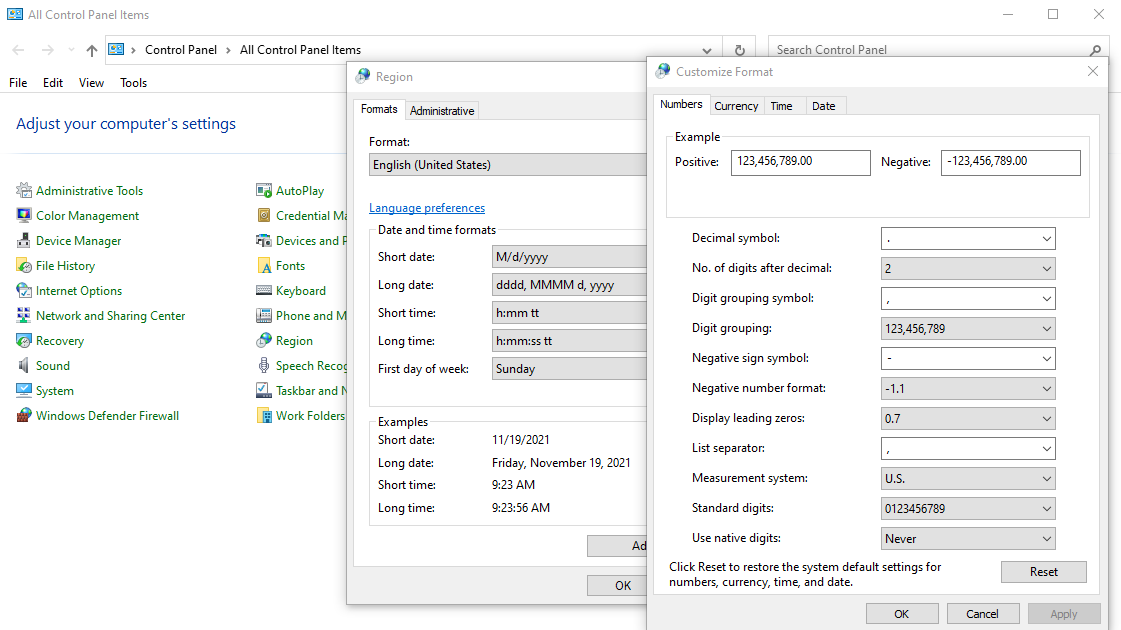 All Control Panel Items
Control Panel
All Control Panel Items
Search Control Panel
File Edit View Tools
Adjust your computer's settings
Administrative Tools
Color Management
Device Manager
File History
Internet Options
Network and Sharing Center
Recovery
Sound
System
Windows Defender Firewall
AutoPlay
Credential Ma
Devices and P
Fonts
Keyboard
Phone and M
Region
Speech Recog
Taskbar and N
Work Folders
Region
Formats Administrative
Format:
English (United States)
Language preferences
Date and time formats
Short date: M/d/yyyy
Long date: dddd, MMMM d, yyyy
Short time: h:mm tt
Long time: h:mm:ss tt
First day of week: Sunday
Examples
Short date: 11/19/2021
Long date: Friday, November 19, 2021
Short time: 9:23 AM
Long time: 9:23:56 AM
Ad
OK
Customize Format
Numbers Currency Time Date
Example
Positive: 123,456,789.00 Negative: -123,456,789.00
Decimal symbol: .
No. of digits after decimal: 2
Digit grouping symbol: ,
Digit grouping: 123,456,789
Negative sign symbol: -
Negative number format: -1.1
Display leading zeros: 0.7
List separator: ,
Measurement system: U.S.
Standard digits: 0123456789
Use native digits: Never
Click Reset to restore the system default settings for
numbers, currency, time, and date.
Reset
OK Cancel Apply